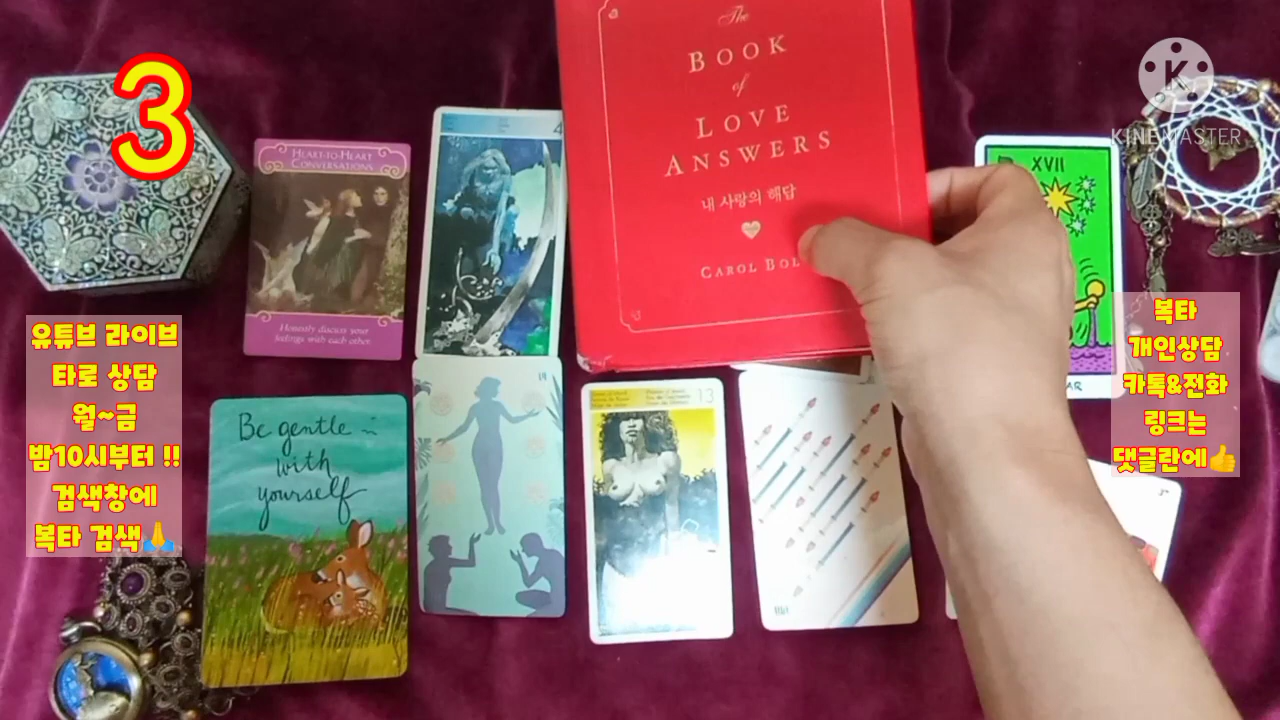 3
유튜브 라이브
타로 상담
월~금
밤10시부터 !!
검색창에
복타 검색🙏
HEART-TO-HEART
CONVERSATIONS
Honestly discuss your
feelings with each other.
Be gentle
with
yourself
4
The
BOOK
of
LOVE
ANSWERS
내 사랑의 해답
CAROL
13
XVII
KINEMASTER
복타
개인상담
카톡&전화
링크는
댓글란에👍